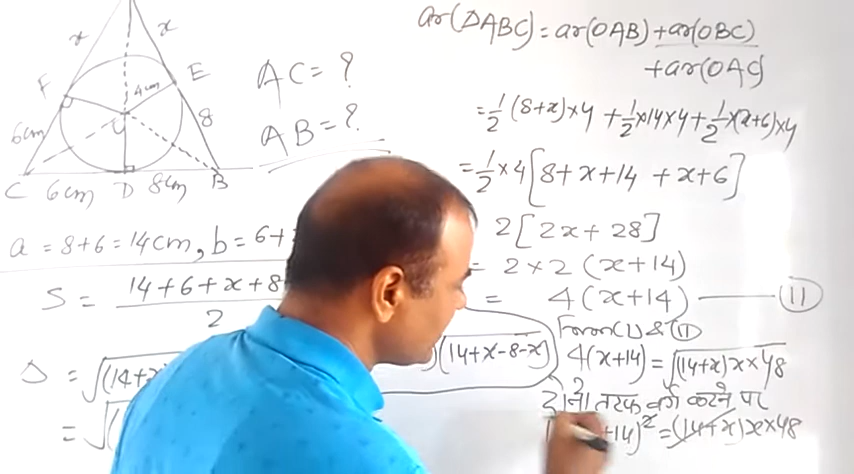 x x
F E
4cm
6cm 8
C 6cm D 8cm B
AC = ?
AB = ?
a = 8+6 = 14cm, b = 6+
S = 14+6+x+8
2
ar(ΔABC) = ar(OAB) + ar(OBC)
+ ar(OAC)
= 1/2 (8+x)×4 + 1/2×14×4 + 1/2×(x+6)×4
= 1/2 × 4 [8+x+14 + x+6]
2[2x+28]
= 2×2 (x+14)
= 4(x+14) — (II)
From (I) & (II)
(14+x-8-x)
4(x+14) = √(14+x)x×48
दोनों तरफ वर्ग करने पर
+14)² = (14+x)x×48
Δ = √(14+
= √(